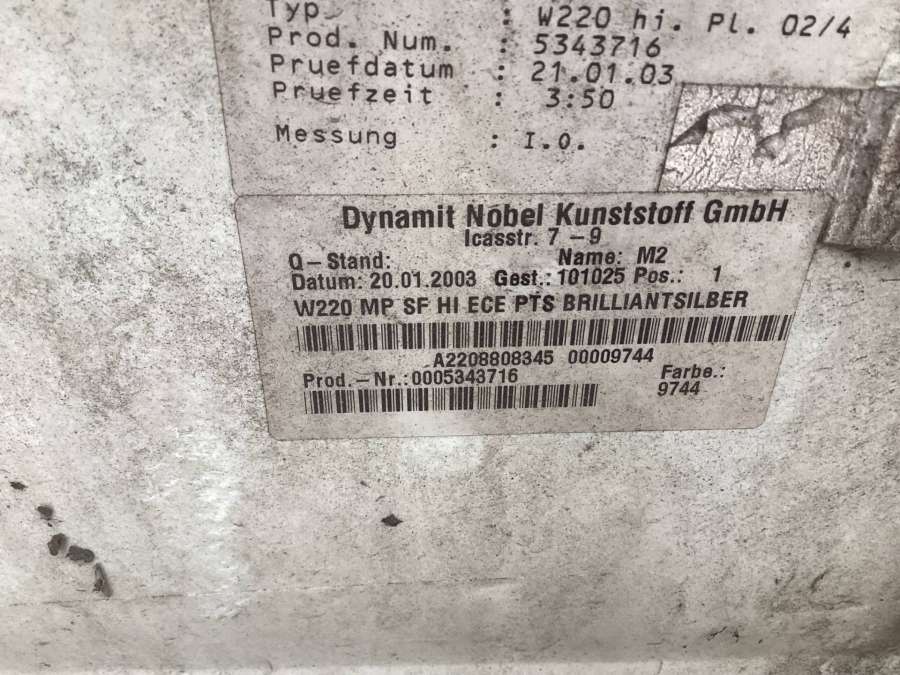 Typ : W220 hi. Pl. 02/4
Prod. Num. : 5343716
Pruefdatum : 21.01.03
Pruefzeit : 3:50
Messung : I.O.
Dynamit Nobel Kunststoff GmbH
Icasstr. 7-9
Q-Stand: Name: M2
Datum: 20.01.2003 Gest.: 101025 Pos.: 1
W220 MP SF HI ECE PTS BRILLIANTSILBER
A2208808345 00009744
Prod.-Nr.:0005343716 Farbe.:
9744